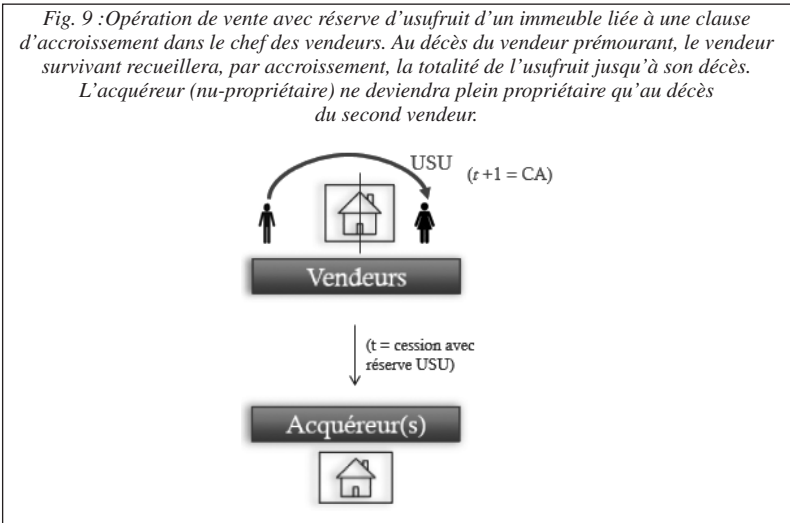 Fig. 9 :Opération de vente avec réserve d'usufruit d'un immeuble liée à une clause
d'accroissement dans le chef des vendeurs. Au décès du vendeur prémourant, le vendeur
survivant recueillera, par accroissement, la totalité de l'usufruit jusqu'à son décès.
L'acquéreur (nu-propriétaire) ne deviendra plein propriétaire qu'au décès
du second vendeur.
USU
(t +1 = CA)
Vendeurs
(t = cession avec
réserve USU)
Acquéreur(s)